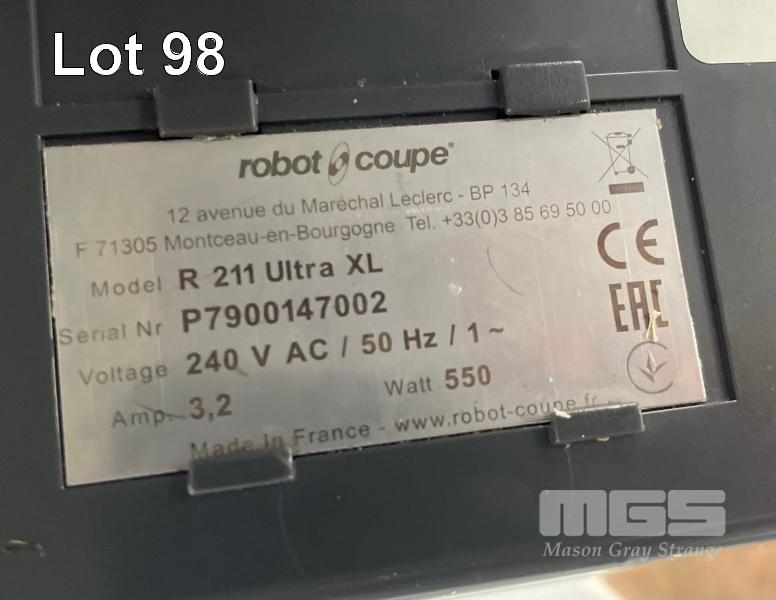 Lot 98
robot coupe®
12 avenue du Maréchal Leclerc - BP 134
F 71305 Montceau-en-Bourgogne Tel. +33(0)3 85 69 50 00
Model R 211 Ultra XL
Serial Nr P7900147002
Voltage 240 V AC / 50 Hz / 1 ~
Amp. 3,2 Watt 550
Made In France - www.robot-coupe.fr
CE
EAC
MGS
Mason Gray Strange